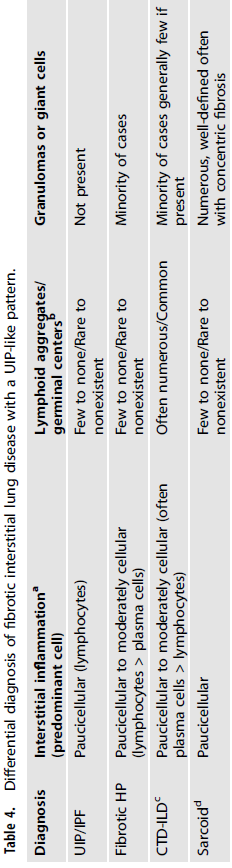 Table 4. Differential diagnosis of fibrotic interstitial lung disease with a UIP-like pattern.
Diagnosis Interstitial inflammationᵃ (predominant cell) Lymphoid aggregates/ germinal centersᵇ Granulomas or giant cells
UIP/IPF Paucicellular (lymphocytes) Few to none/Rare to nonexistent Not present
Fibrotic HP Paucicellular to moderately cellular (lymphocytes > plasma cells) Few to none/Rare to nonexistent Minority of cases
CTD-ILDᶜ Paucicellular to moderately cellular (often plasma cells > lymphocytes) Often numerous/Common Minority of cases generally few if present
Sarcoidᵈ Paucicellular Few to none/Rare to nonexistent Numerous, well-defined often with concentric fibrosis